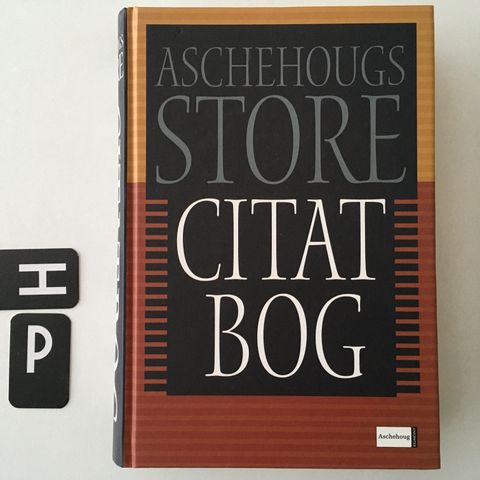 ASCHEHOUGS
STORE
CITAT
BOG
Aschehoug
H
P